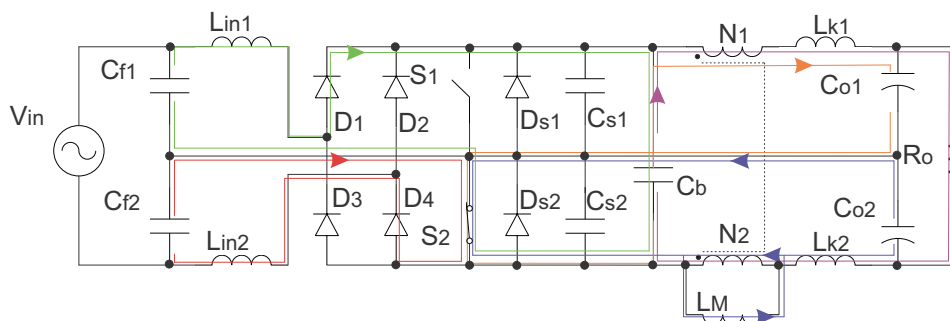 Lin1
N1
Lk1
Cf1
S1
Co1
Vin
D1
D2
Ds1
Cs1
Ro
Cf2
D3
D4
Ds2
Cs2
Cb
S2
Co2
Lin2
N2
Lk2
LM